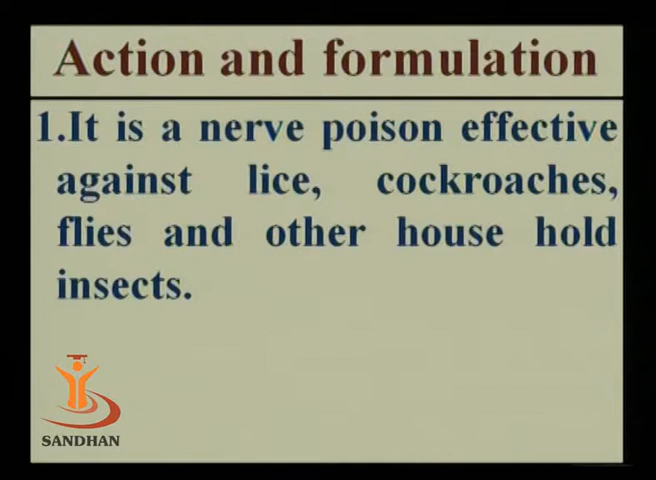 Action and formulation
1.It is a nerve poison effective
against lice, cockroaches,
flies and other house hold
insects.
SANDHAN